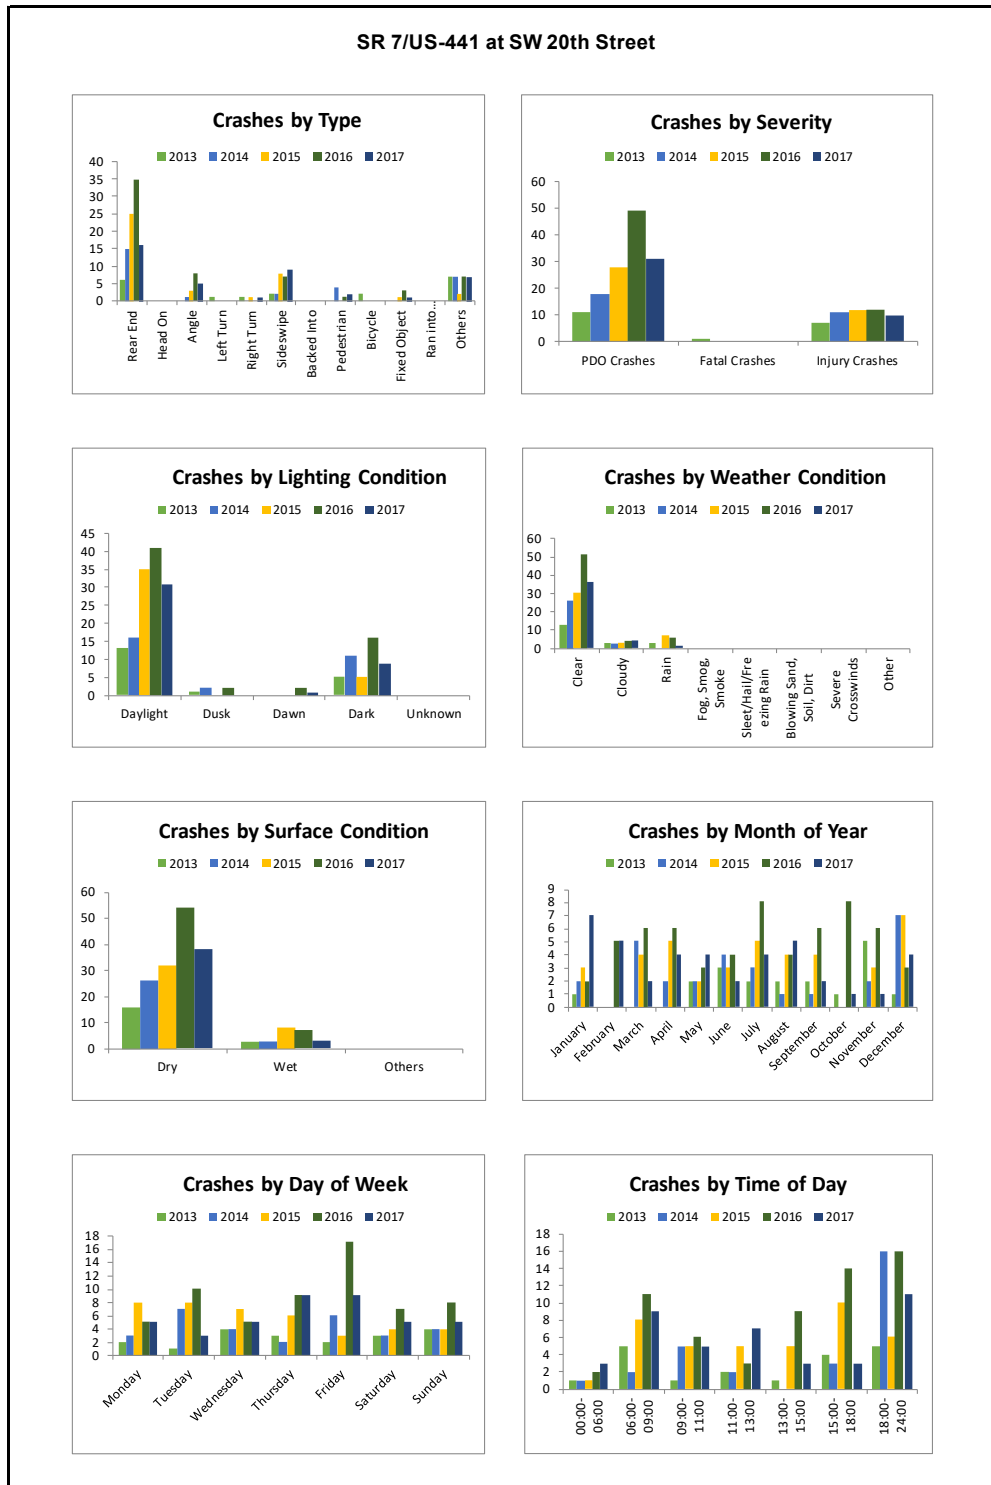 SR 7/US-441 at SW 20th Street
Crashes by Type
2013 2014 2015 2016 2017
40
35
30
25
20
15
10
5
0
Rear End
Head On
Angle
Left Turn
Right Turn
Sideswipe
Backed Into
Pedestrian
Bicycle
Fixed Object
Ran into...
Others
Crashes by Severity
2013 2014 2015 2016 2017
60
50
40
30
20
10
0
PDO Crashes Fatal Crashes Injury Crashes
Crashes by Lighting Condition
2013 2014 2015 2016 2017
45
40
35
30
25
20
15
10
5
0
Daylight Dusk Dawn Dark Unknown
Crashes by Weather Condition
2013 2014 2015 2016 2017
60
50
40
30
20
10
0
Clear
Cloudy
Rain
Fog, Smog,
Smoke
Sleet/Hail/Fre
ezing Rain
Blowing Sand,
Soil, Dirt
Severe
Crosswinds
Other
Crashes by Surface Condition
2013 2014 2015 2016 2017
60
50
40
30
20
10
0
Dry Wet Others
Crashes by Month of Year
2013 2014 2015 2016 2017
9
8
7
6
5
4
3
2
1
0
January
February
March
April
May
June
July
August
September
October
November
December
Crashes by Day of Week
2013 2014 2015 2016 2017
18
16
14
12
10
8
6
4
2
0
Monday
Tuesday
Wednesday
Thursday
Friday
Saturday
Sunday
Crashes by Time of Day
2013 2014 2015 2016 2017
18
16
14
12
10
8
6
4
2
0
00:00-
06:00
06:00-
09:00
09:00-
11:00
11:00-
13:00
13:00-
15:00
15:00-
18:00
18:00-
24:00